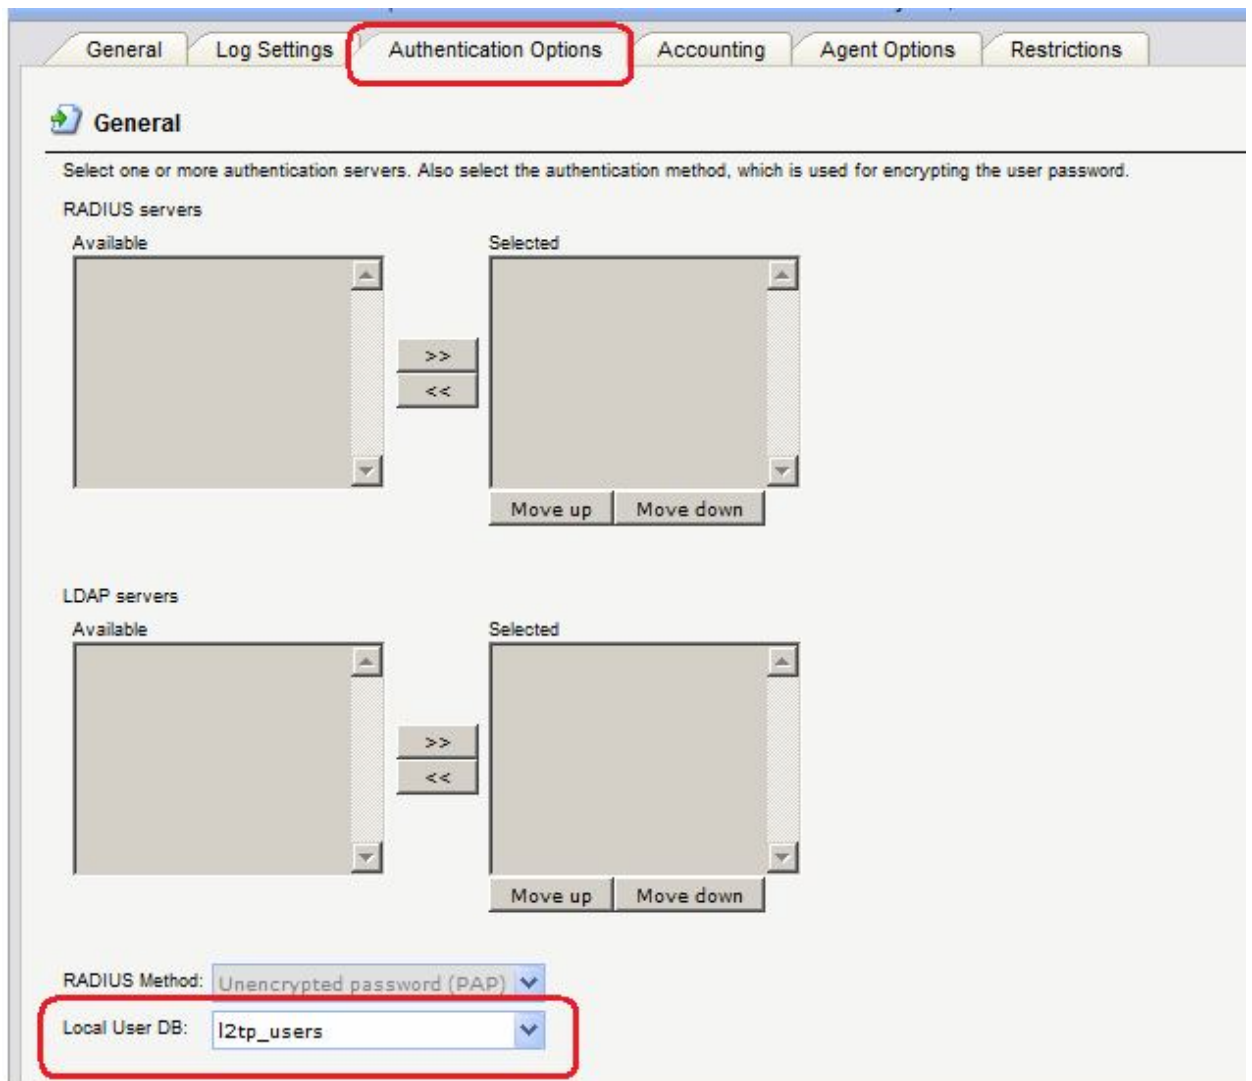 General Log Settings Authentication Options Accounting Agent Options Restrictions
General
Select one or more authentication servers. Also select the authentication method, which is used for encrypting the user password.
RADIUS servers
Available Selected
>>
<<
Move up Move down
LDAP servers
Available Selected
>>
<<
Move up Move down
RADIUS Method: Unencrypted password (PAP)
Local User DB: l2tp_users